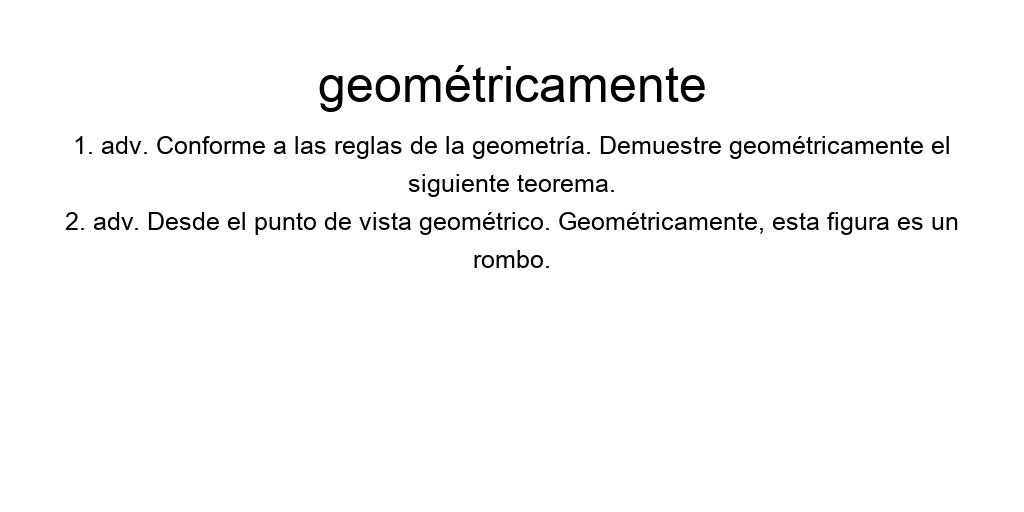 geométricamente
1. adv. Conforme a las reglas de la geometría. Demuestre geométricamente el
siguiente teorema.
2. adv. Desde el punto de vista geométrico. Geométricamente, esta figura es un
rombo.